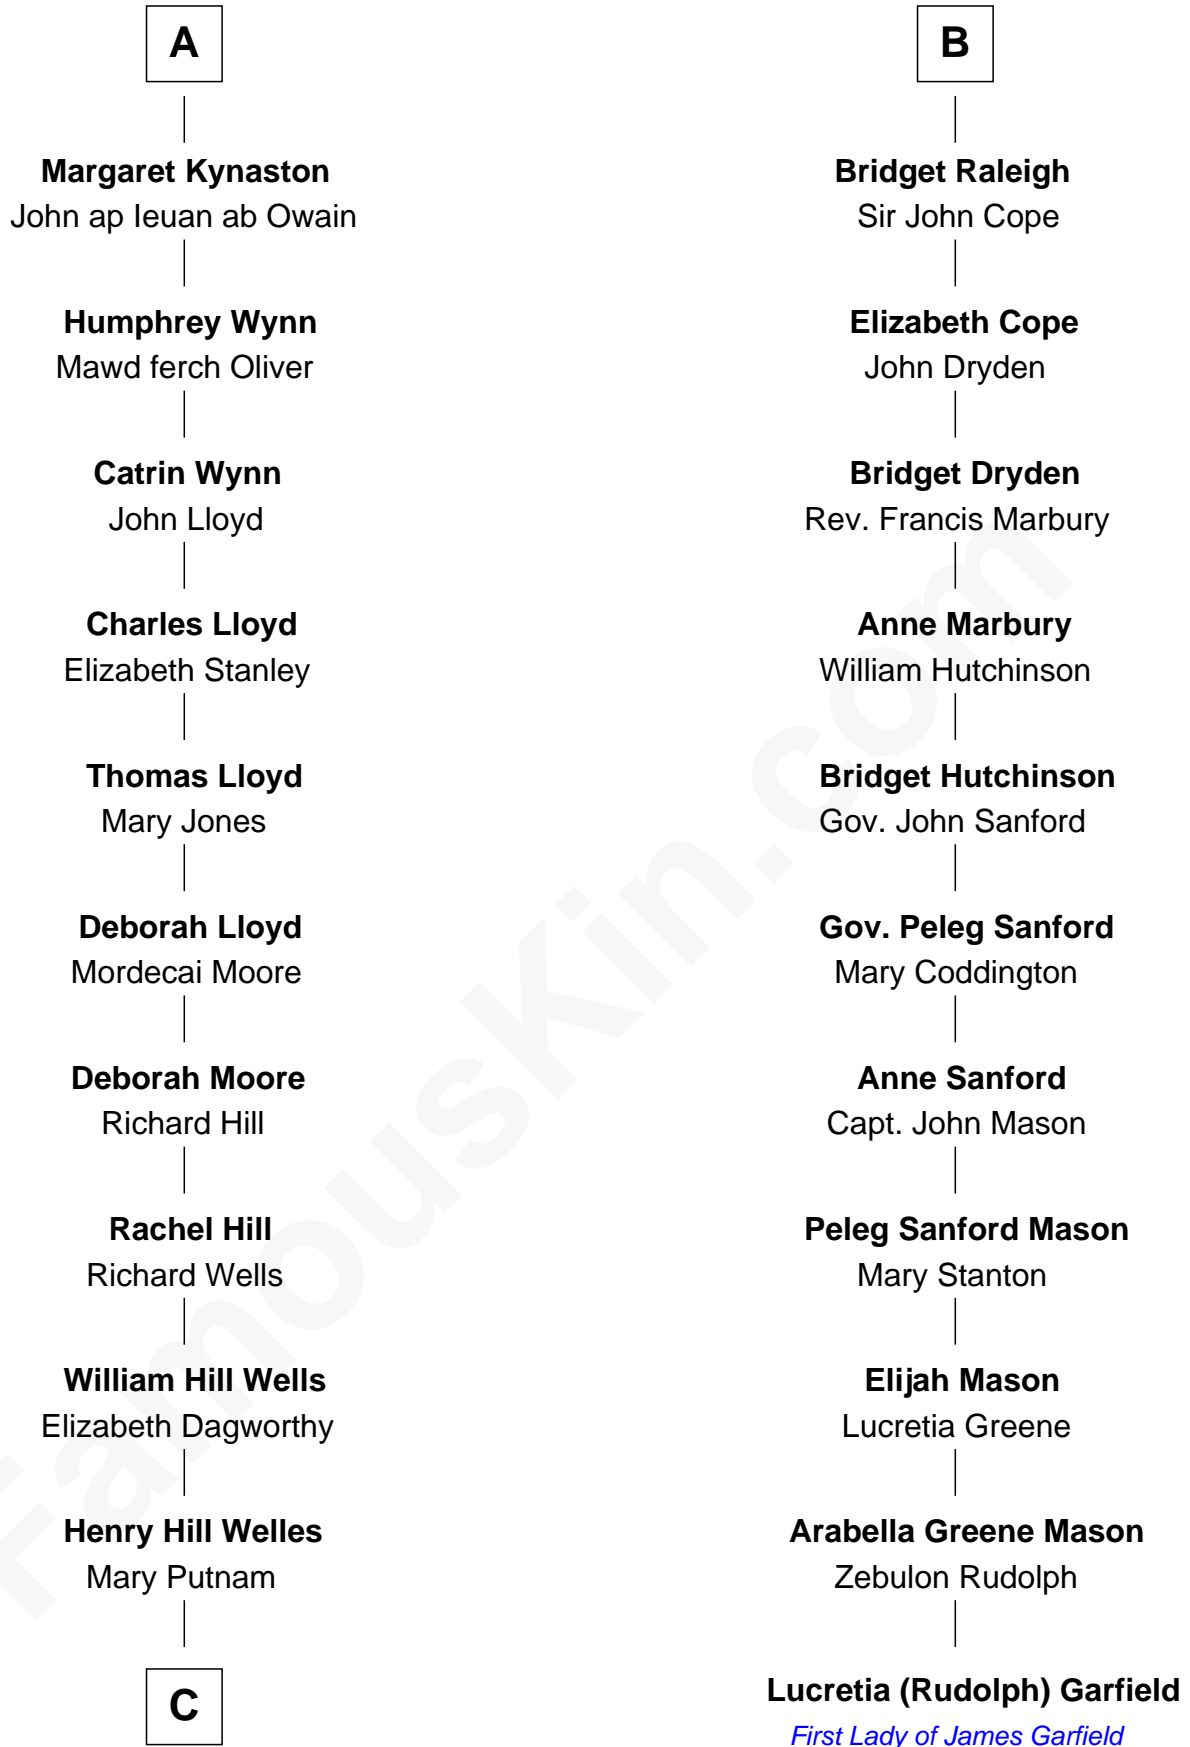 A
Margaret Kynaston
John ap Ieuan ab Owain
Humphrey Wynn
Mawd ferch Oliver
Catrin Wynn
John Lloyd
Charles Lloyd
Elizabeth Stanley
Thomas Lloyd
Mary Jones
Deborah Lloyd
Mordecai Moore
Deborah Moore
Richard Hill
Rachel Hill
Richard Wells
William Hill Wells
Elizabeth Dagworthy
Henry Hill Welles
Mary Putnam
C
B
Bridget Raleigh
Sir John Cope
Elizabeth Cope
John Dryden
Bridget Dryden
Rev. Francis Marbury
Anne Marbury
William Hutchinson
Bridget Hutchinson
Gov. John Sanford
Gov. Peleg Sanford
Mary Coddington
Anne Sanford
Capt. John Mason
Peleg Sanford Mason
Mary Stanton
Elijah Mason
Lucretia Greene
Arabella Greene Mason
Zebulon Rudolph
Lucretia (Rudolph) Garfield
First Lady of James Garfield
FamousKin.com